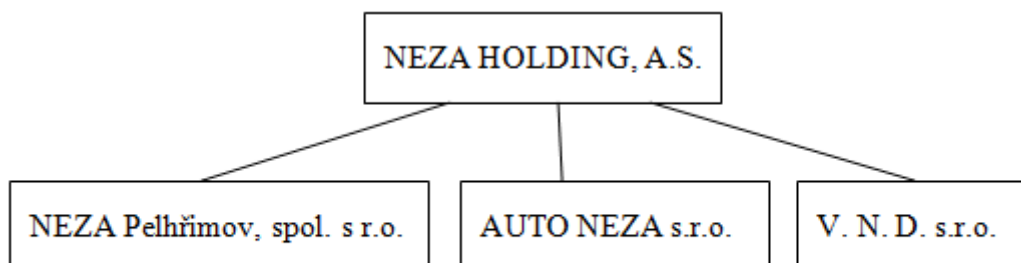 NEZA HOLDING, A.S.
NEZA Pelhřimov, spol. s r.o.
AUTO NEZA s.r.o.
V. N. D. s.r.o.